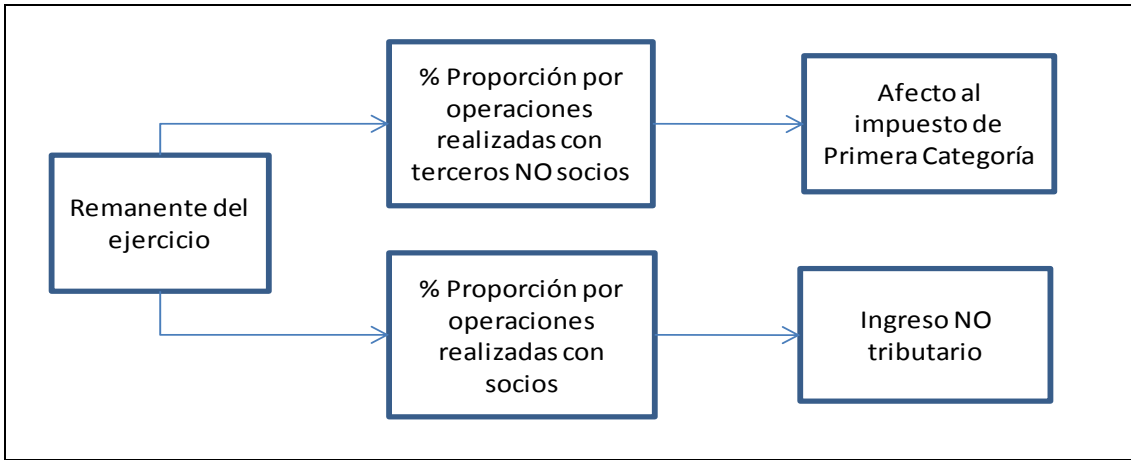 Remanente del
ejercicio
% Proporción por
operaciones
realizadas con
terceros NO socios
Afecto al
impuesto de
Primera Categoría
% Proporción por
operaciones
realizadas con
socios
Ingreso NO
tributario